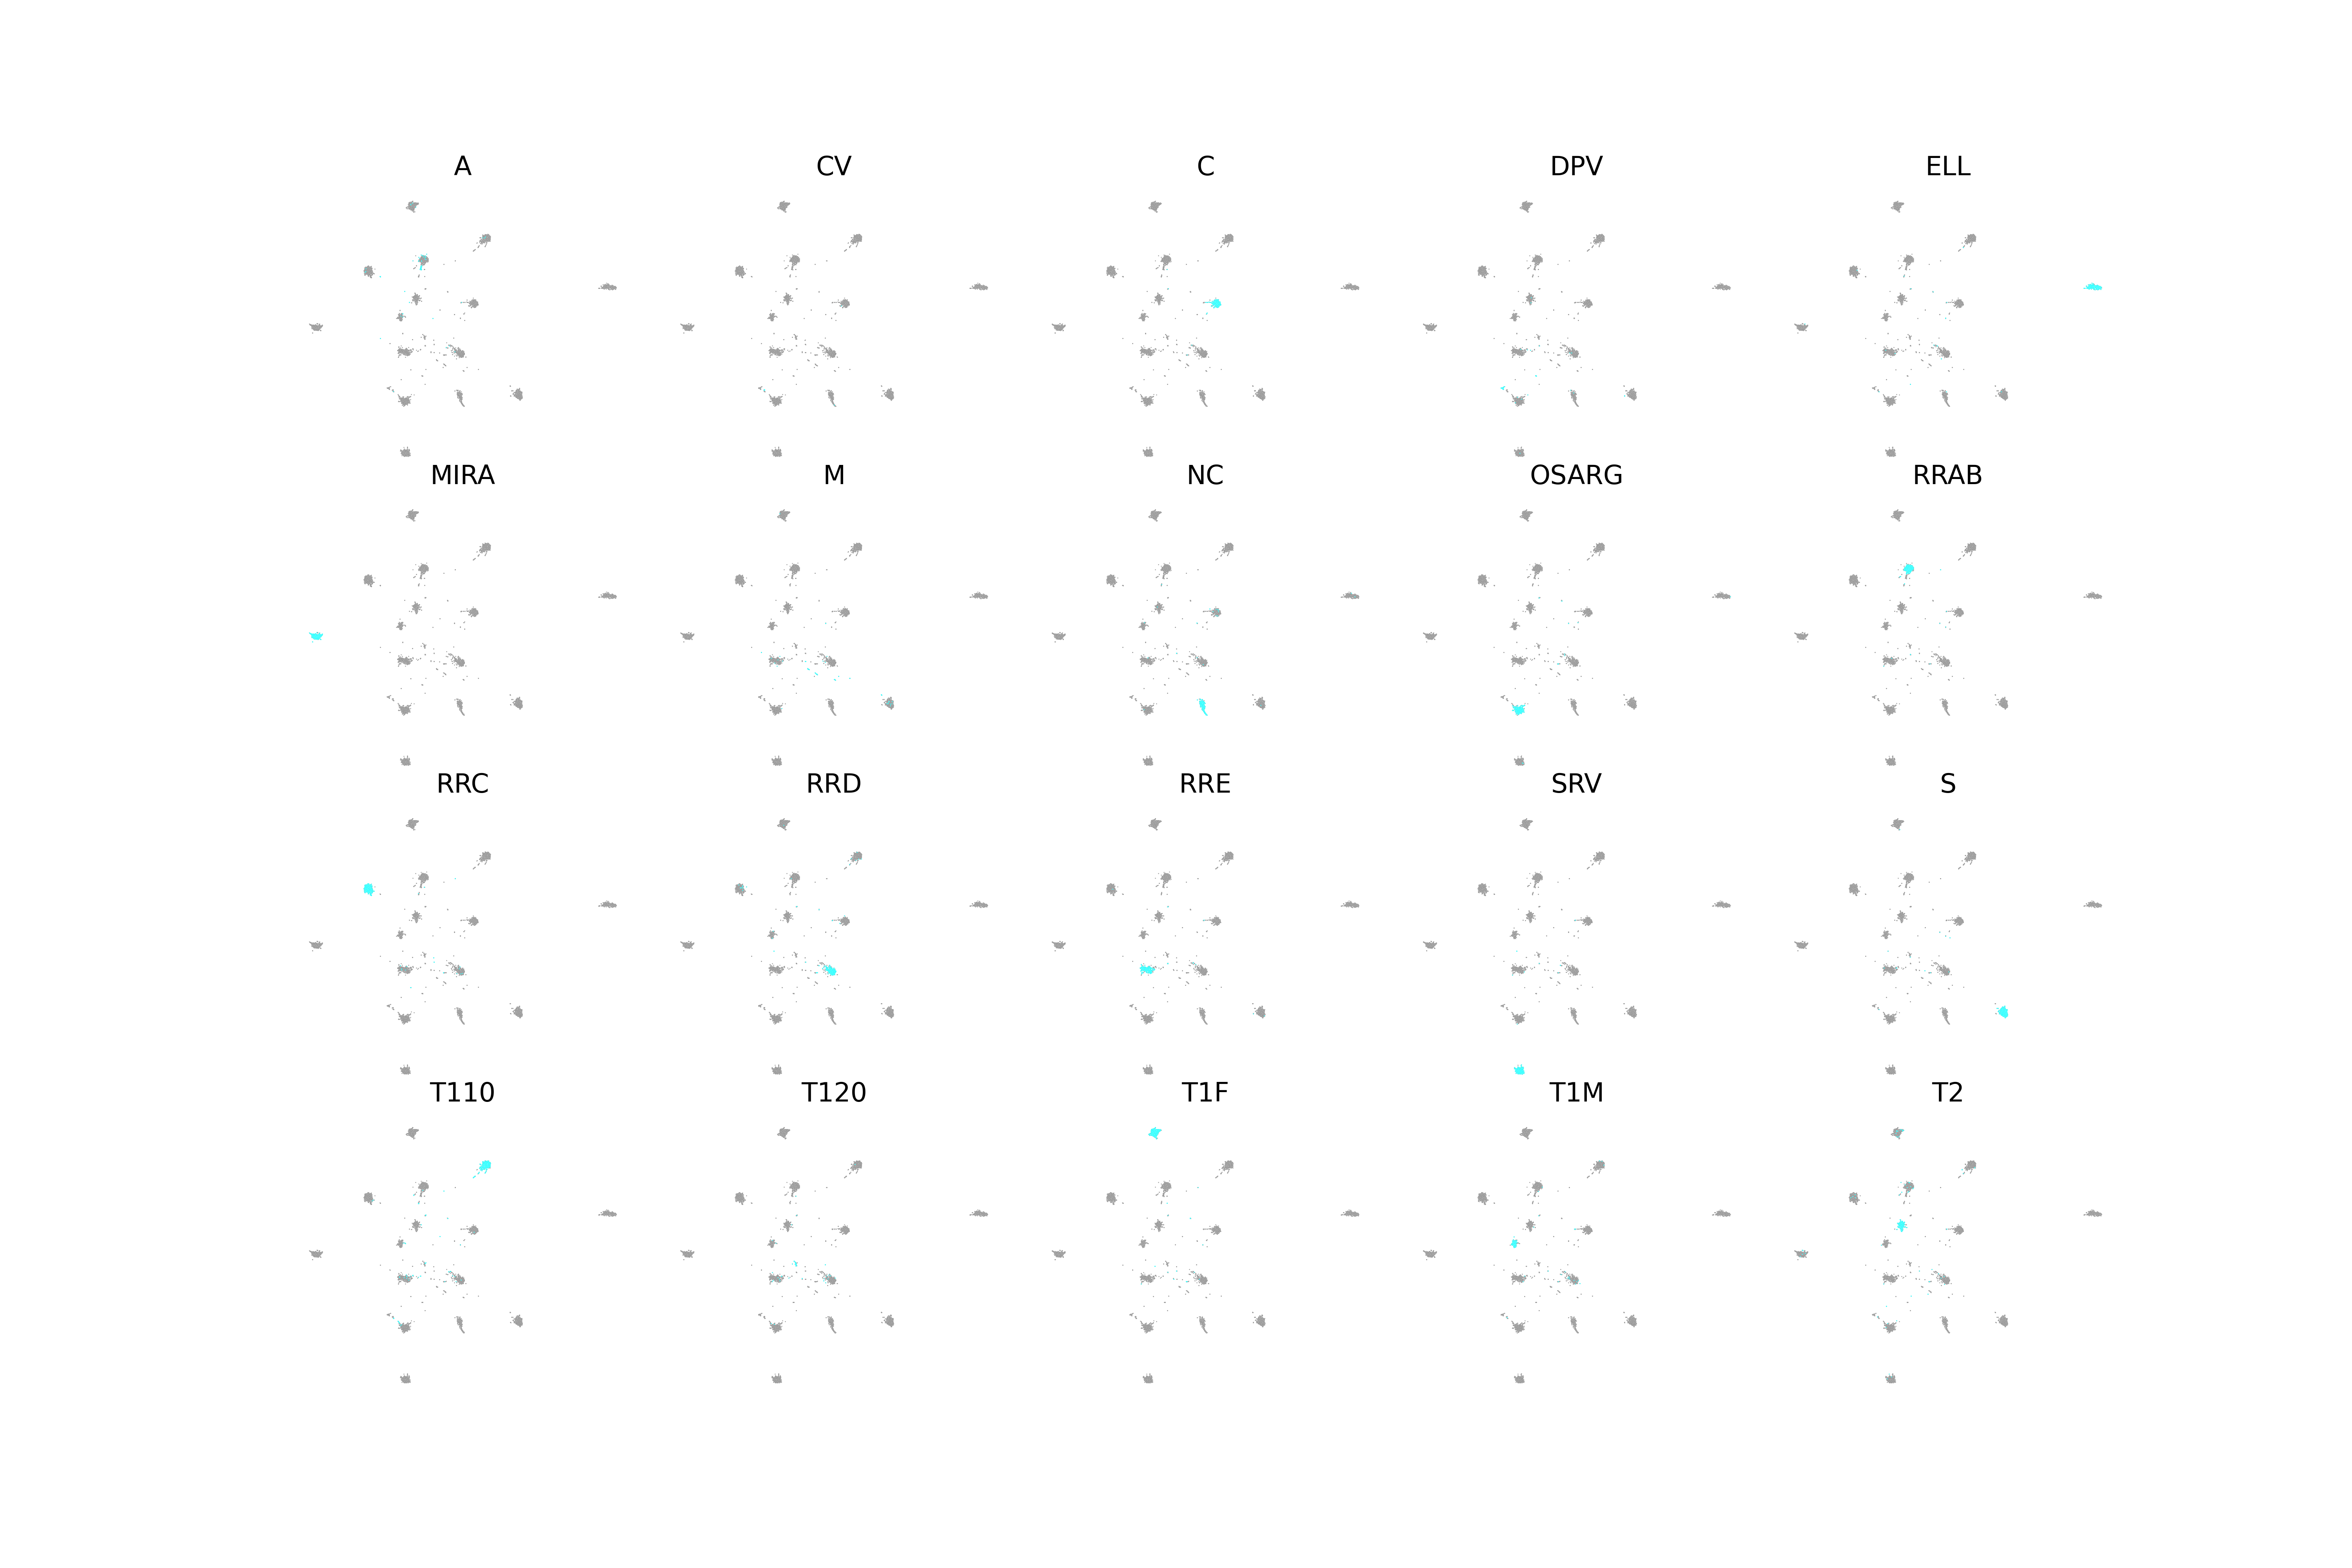 A CV C DPV ELL
MIRA M NC OSARG RRAB
RRC RRD RRE SRV S
T110 T120 T1F T1M T2